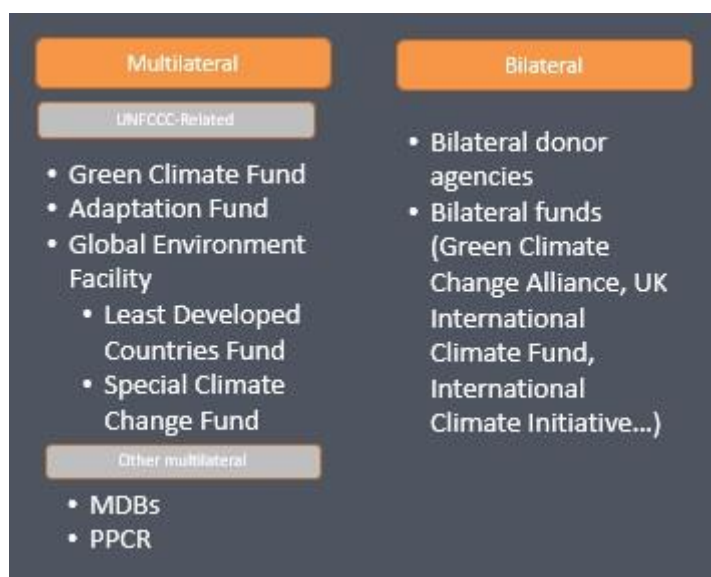 Multilateral
UNFCCC-Related
• Green Climate Fund
• Adaptation Fund
• Global Environment
Facility
• Least Developed
Countries Fund
• Special Climate
Change Fund
Other multilateral
• MDBs
• PPCR
Bilateral
• Bilateral donor
agencies
• Bilateral funds
(Green Climate
Change Alliance, UK
International
Climate Fund,
International
Climate Initiative...)